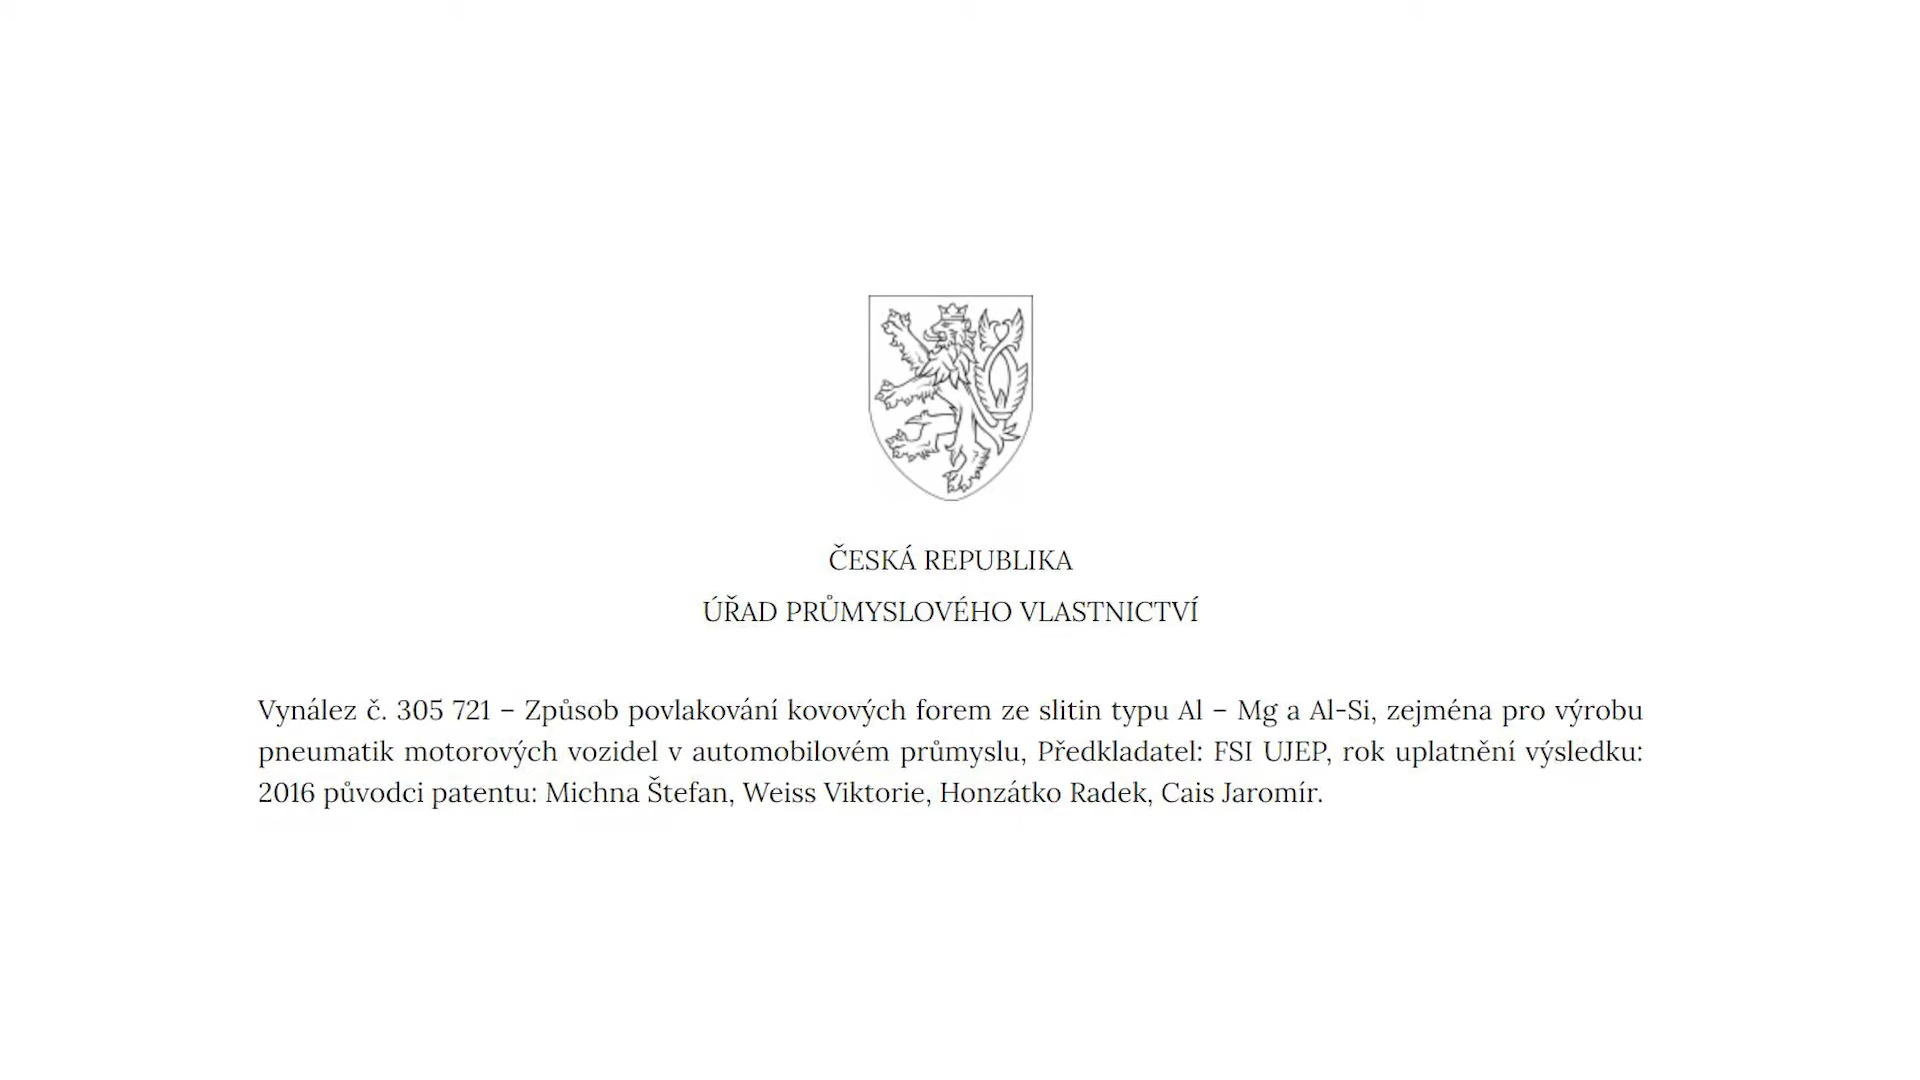 ČESKÁ REPUBLIKA
ÚŘAD PRŮMYSLOVÉHO VLASTNICTVÍ
Vynález č. 305 721 – Způsob povlakování kovových forem ze slitin typu Al – Mg a Al-Si, zejména pro výrobu
pneumatik motorových vozidel v automobilovém průmyslu, Předkladatel: FSI UJEP, rok uplatnění výsledku:
2016 původci patentu: Michna Štefan, Weiss Viktorie, Honzátko Radek, Cais Jaromír.